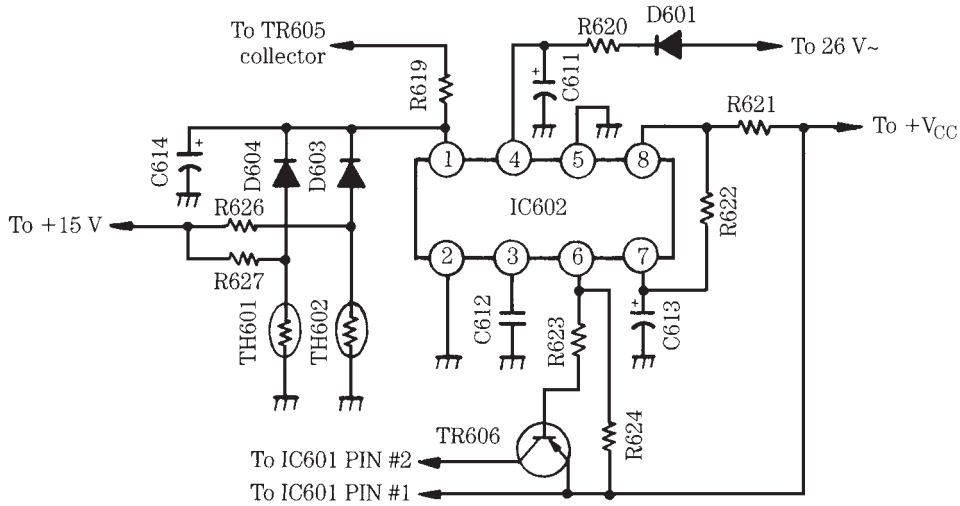 D601
R620
To TR605
collector
To 26 V~
R619
+
C611
R621
To +VCC
C614
+
D604
D603
1
4
5
8
R626
IC602
R622
To +15 V
R627
2
3
6
7
TH601
TH602
C612
R623
+
C613
R624
TR606
To IC601 PIN #2
To IC601 PIN #1